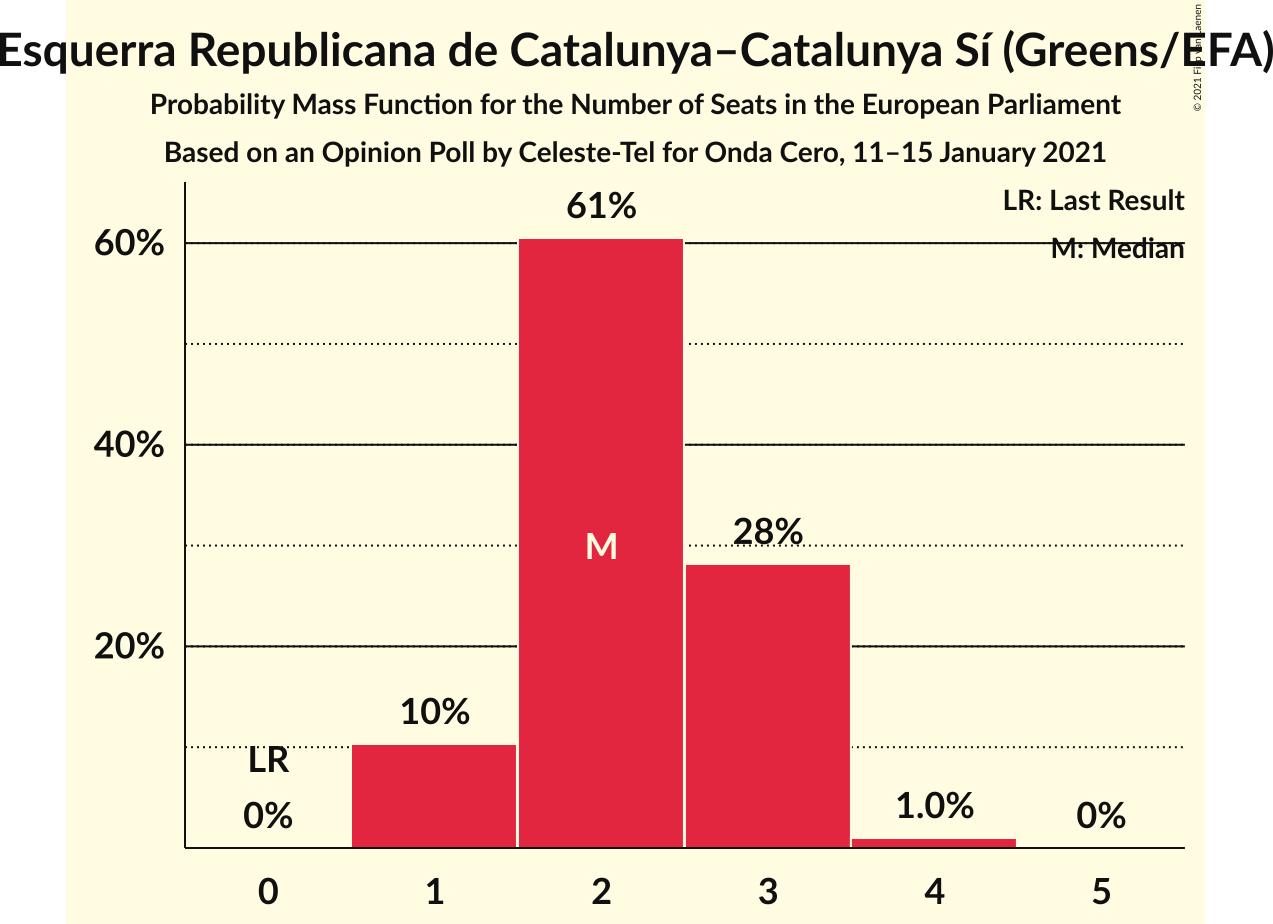 Esquerra Republicana de Catalunya–Catalunya Sí (Greens/EFA)
Probability Mass Function for the Number of Seats in the European Parliament
Based on an Opinion Poll by Celeste-Tel for Onda Cero, 11–15 January 2021
© 2021
LR: Last Result
M: Median
61%
60%
40%
M
28%
20%
10%
LR
0%
1.0%
0%
0 1 2 3 4 5